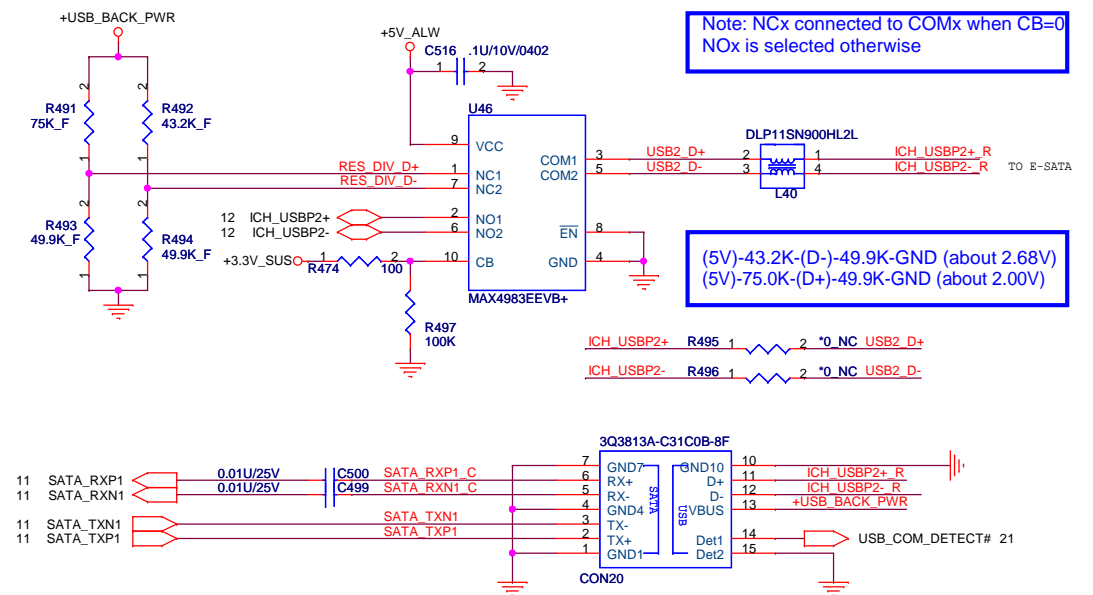 +USB_BACK_PWR
+5V_ALW
C516 .1U/10V/0402
1 2
Note: NCx connected to COMx when CB=0
NOx is selected otherwise
R491
75K_F
2
1
R492
43.2K_F
2
1
R493
49.9K_F
2
1
R494
49.9K_F
2
1
RES_DIV_D+
RES_DIV_D-
12 ICH_USBP2+
12 ICH_USBP2-
+3.3V_SUS
R474 1 2 100
R497
100K
U46
9 VCC
1 NC1
7 NC2
2 NO1
6 NO2
10 CB
COM1 3
COM2 5
EN 8
GND 4
MAX4983EEVB+
USB2_D+
USB2_D-
DLP11SN900HL2L
2 1
3 4
L40
ICH_USBP2+_R
ICH_USBP2-_R
TO E-SATA
(5V)-43.2K-(D-)-49.9K-GND (about 2.68V)
(5V)-75.0K-(D+)-49.9K-GND (about 2.00V)
ICH_USBP2+ R495 1 2 *0_NC USB2_D+
ICH_USBP2- R496 1 2 *0_NC USB2_D-
3Q3813A-C31C0B-8F
11 SATA_RXP1 0.01U/25V C500 SATA_RXP1_C
11 SATA_RXN1 0.01U/25V C499 SATA_RXN1_C
11 SATA_TXN1 SATA_TXN1
11 SATA_TXP1 SATA_TXP1
7 GND7
6 RX+
5 RX-
4 GND4
3 TX-
2 TX+
1 GND1
SATA
USB
GND10 10
D+ 11 ICH_USBP2+_R
D- 12 ICH_USBP2-_R
VBUS 13 +USB_BACK_PWR
Det1 14 USB_COM_DETECT# 21
Det2 15
CON20